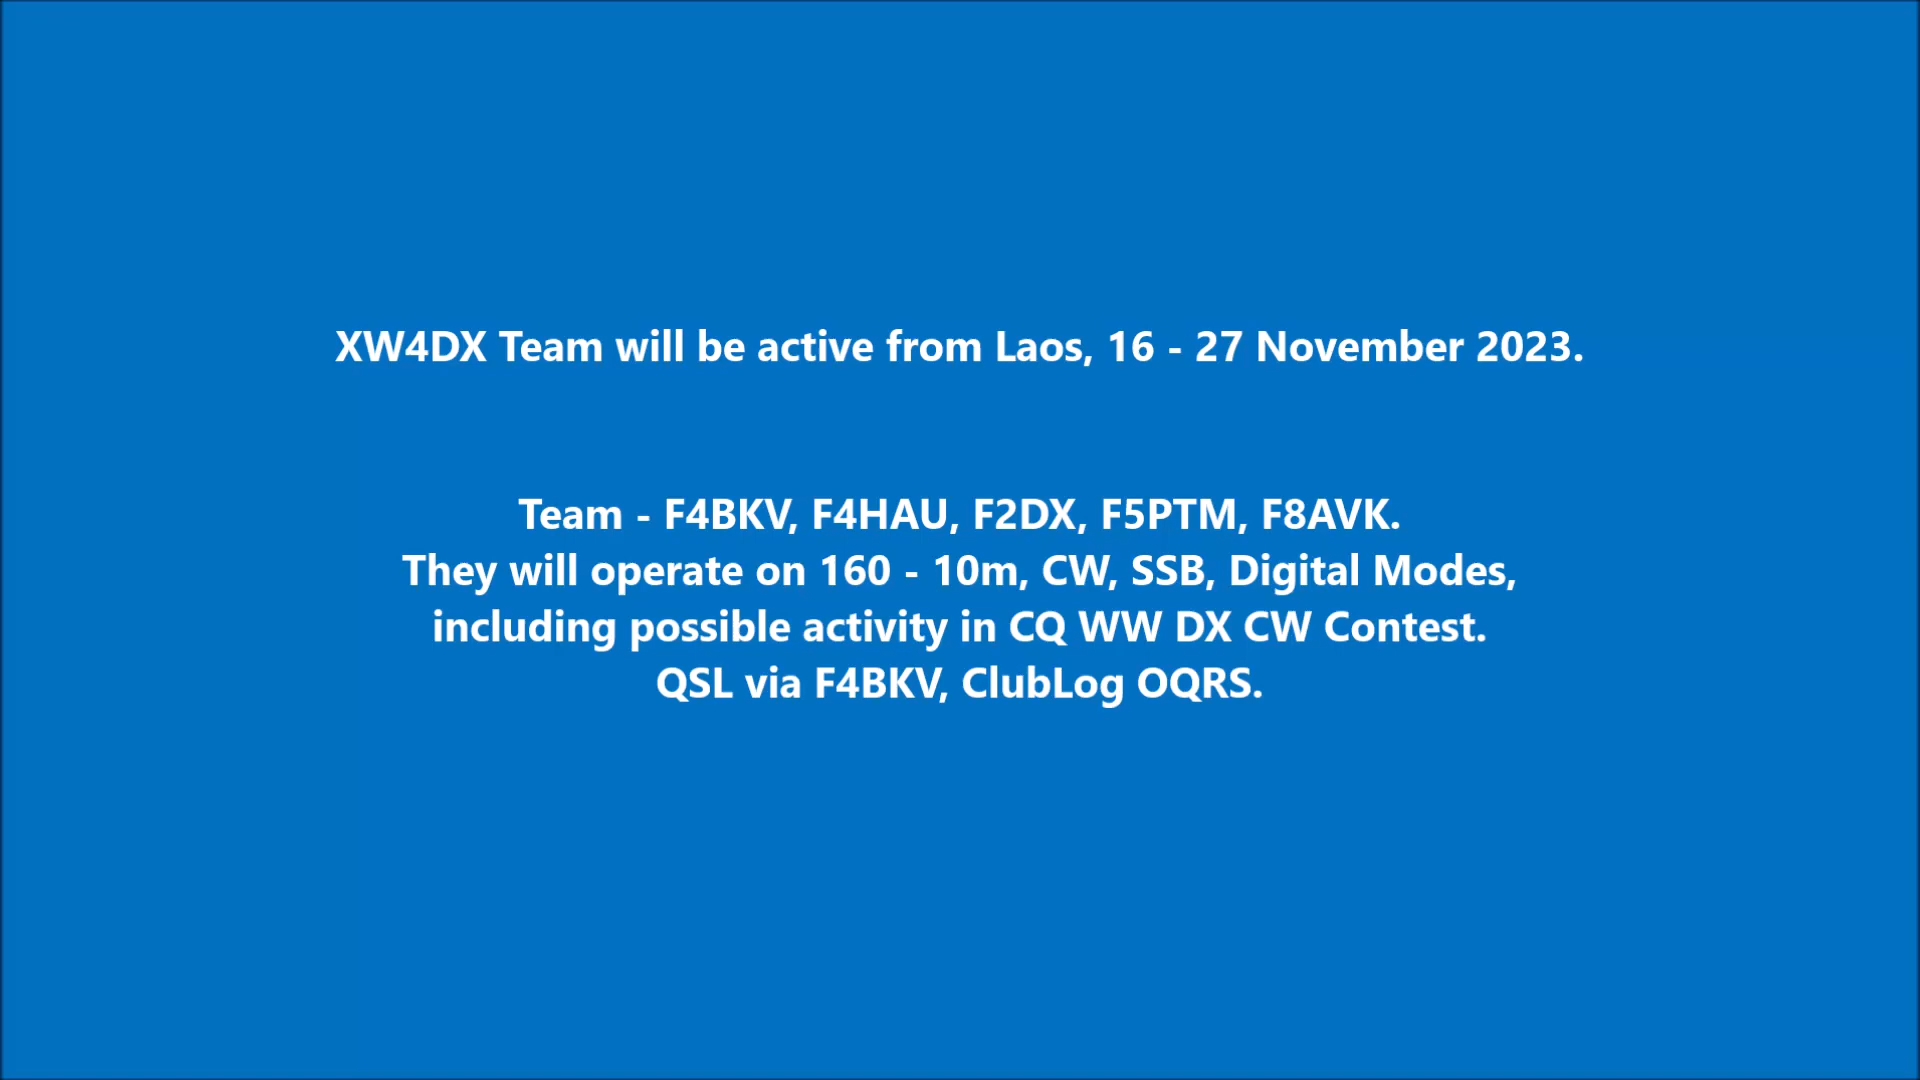 XW4DX Team will be active from Laos, 16 - 27 November 2023.
Team - F4BKV, F4HAU, F2DX, F5PTM, F8AVK.
They will operate on 160 - 10m, CW, SSB, Digital Modes,
including possible activity in CQ WW DX CW Contest.
QSL via F4BKV, ClubLog OQRS.